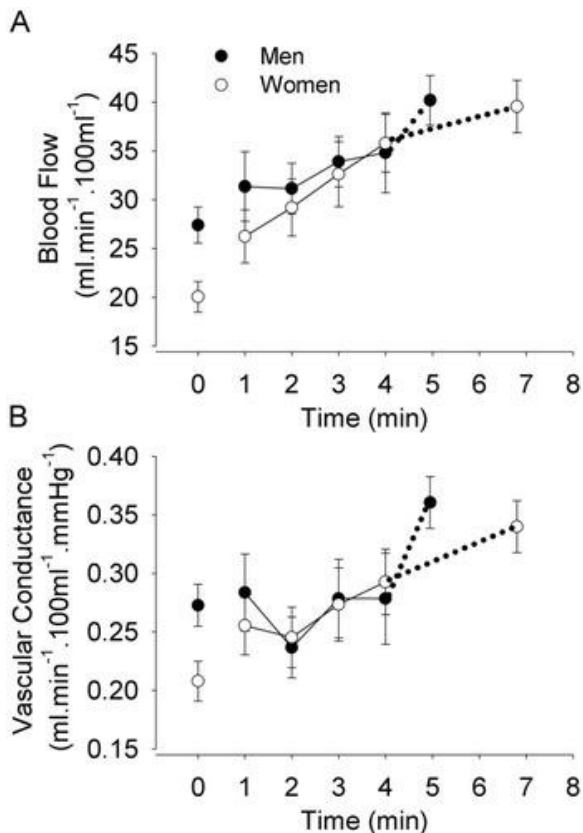 A
Men
Women
45
40
35
30
25
20
15
Blood Flow
(ml.min⁻¹.100ml⁻¹)
0 1 2 3 4 5 6 7 8
Time (min)
B
0.40
0.35
0.30
0.25
0.20
0.15
Vascular Conductance
(ml.min⁻¹.100ml⁻¹.mmHg⁻¹)
0 1 2 3 4 5 6 7 8
Time (min)